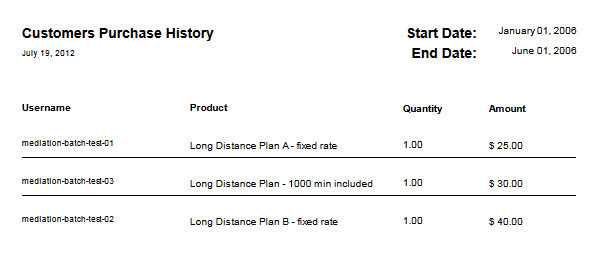 Customers Purchase History Start Date: January 01, 2006
July 19, 2012 End Date: June 01, 2006
Username Product Quantity Amount
mediation-batch-test-01 Long Distance Plan A - fixed rate 1.00 $ 25.00
mediation-batch-test-03 Long Distance Plan - 1000 min included 1.00 $ 30.00
mediation-batch-test-02 Long Distance Plan B - fixed rate 1.00 $ 40.00